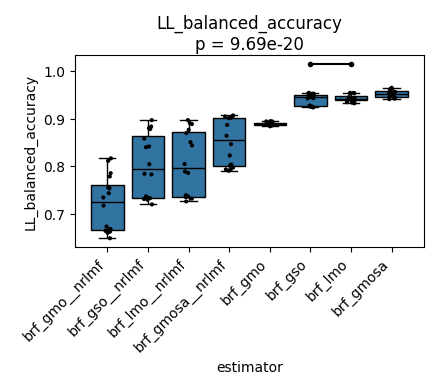 LL_balanced_accuracy
p = 9.69e-20
LL_balanced_accuracy
1.0
0.9
0.8
0.7
brf_gmo__nrlmf
brf_gso__nrlmf
brf_lmo__nrlmf
brf_gmosa__nrlmf
brf_gmo
brf_gso
brf_lmo
brf_gmosa
estimator